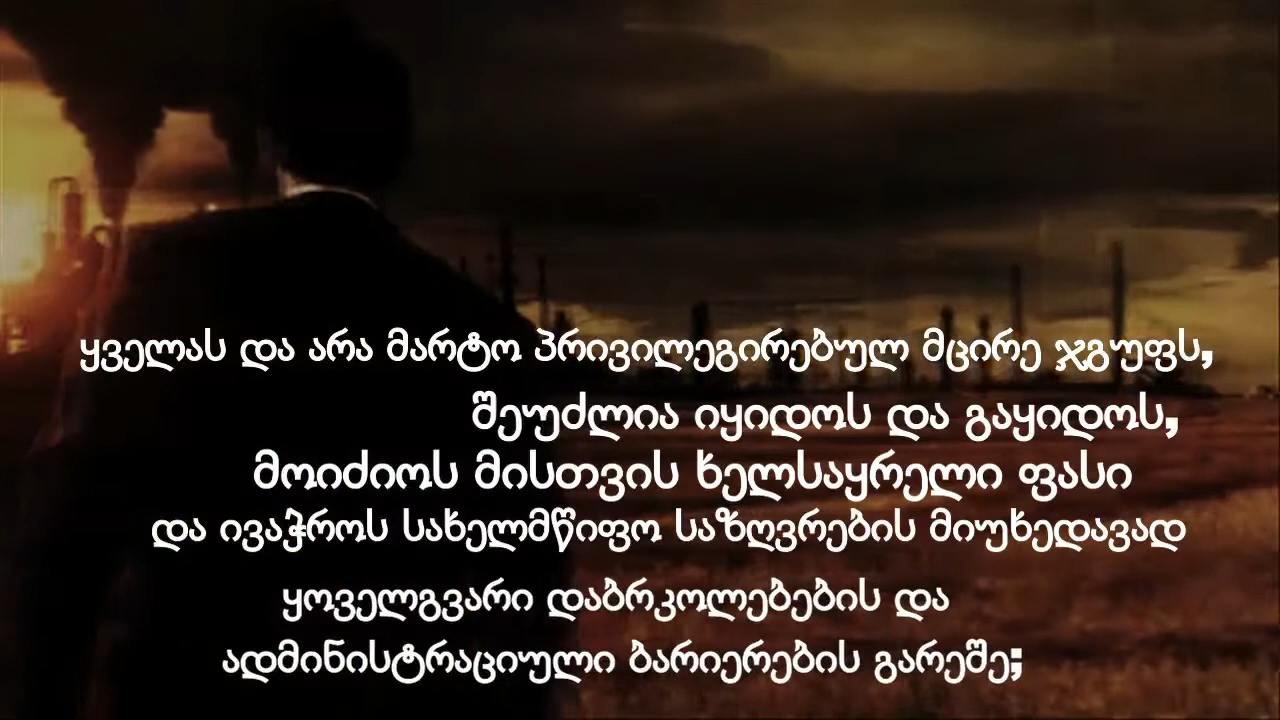 ყველას და არა მარტო პრივილეგირებულ მცირე ჯგუფს,
შეუძლია იყიდოს და გაყიდოს,
მოიძიოს მისთვის ხელსაყრელი ფასი
და ივაჭროს სახელმწიფო საზღვრების მიუხედავად
ყოველგვარი დაბრკოლებების და
ადმინისტრაციული ბარიერების გარეშე;